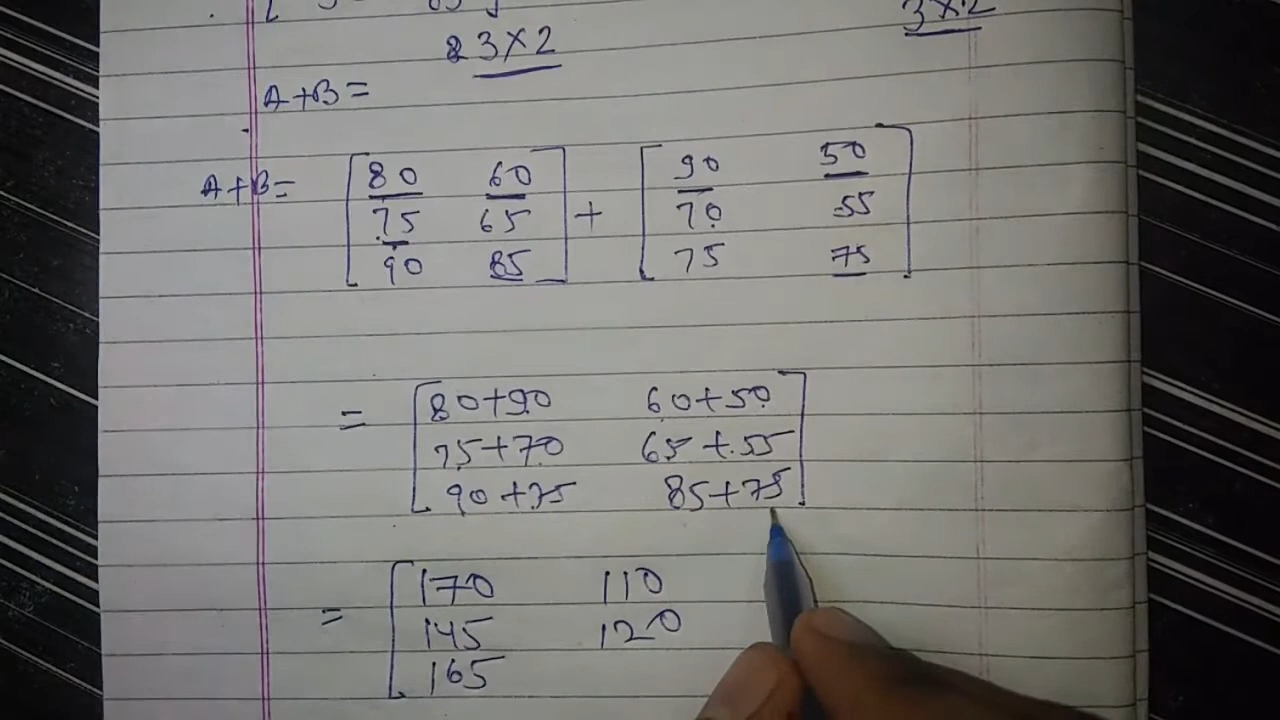 3×2
3×2
A+B=
A+B= [80 60] + [90 50]
75 65 70 55
90 85 75 75
= [80+90 60+50]
75+70 65+55
90+75 85+75
= [170 110
145 120
165